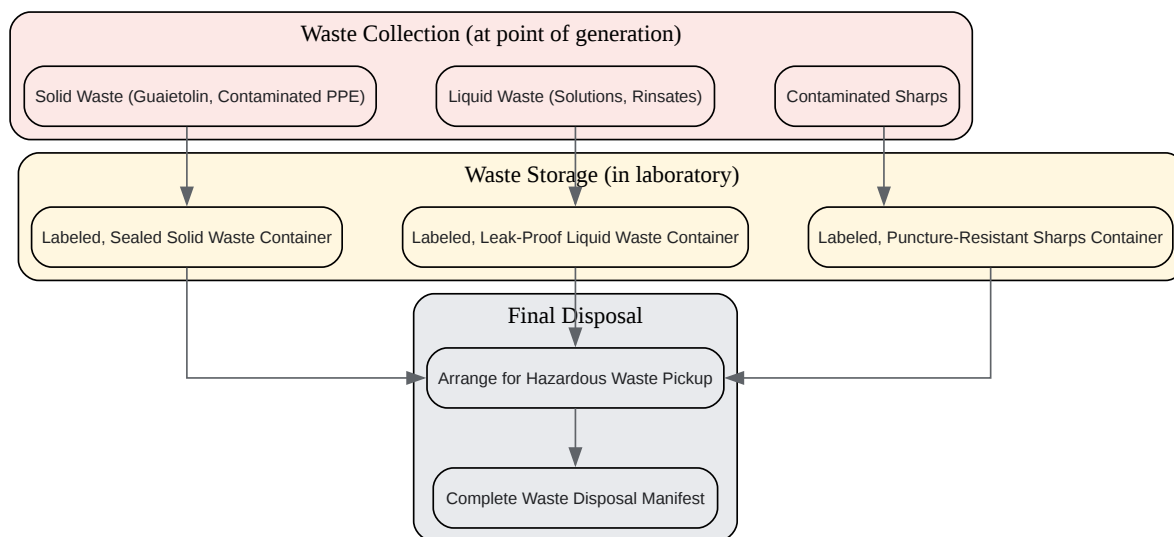 Waste Collection (at point of generation)
Solid Waste (Guaietolin, Contaminated PPE)
Liquid Waste (Solutions, Rinsates)
Contaminated Sharps
Waste Storage (in laboratory)
Labeled, Sealed Solid Waste Container
Labeled, Leak-Proof Liquid Waste Container
Labeled, Puncture-Resistant Sharps Container
Final Disposal
Arrange for Hazardous Waste Pickup
Complete Waste Disposal Manifest